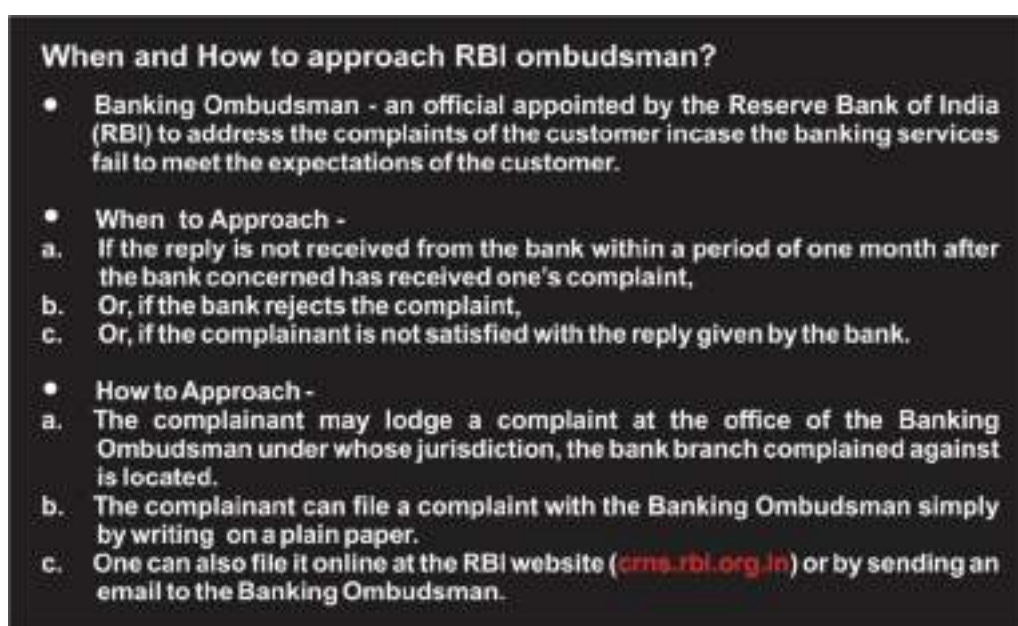 When and How to approach RBI ombudsman?
• Banking Ombudsman - an official appointed by the Reserve Bank of India
(RBI) to address the complaints of the customer incase the banking services
fail to meet the expectations of the customer.
• When to Approach -
a. If the reply is not received from the bank within a period of one month after
the bank concerned has received one's complaint,
b. Or, if the bank rejects the complaint,
c. Or, if the complainant is not satisfied with the reply given by the bank.
• How to Approach -
a. The complainant may lodge a complaint at the office of the Banking
Ombudsman under whose jurisdiction, the bank branch complained against
is located.
b. The complainant can file a complaint with the Banking Ombudsman simply
by writing on a plain paper.
c. One can also file it online at the RBI website (cms.rbi.org.in) or by sending an
email to the Banking Ombudsman.